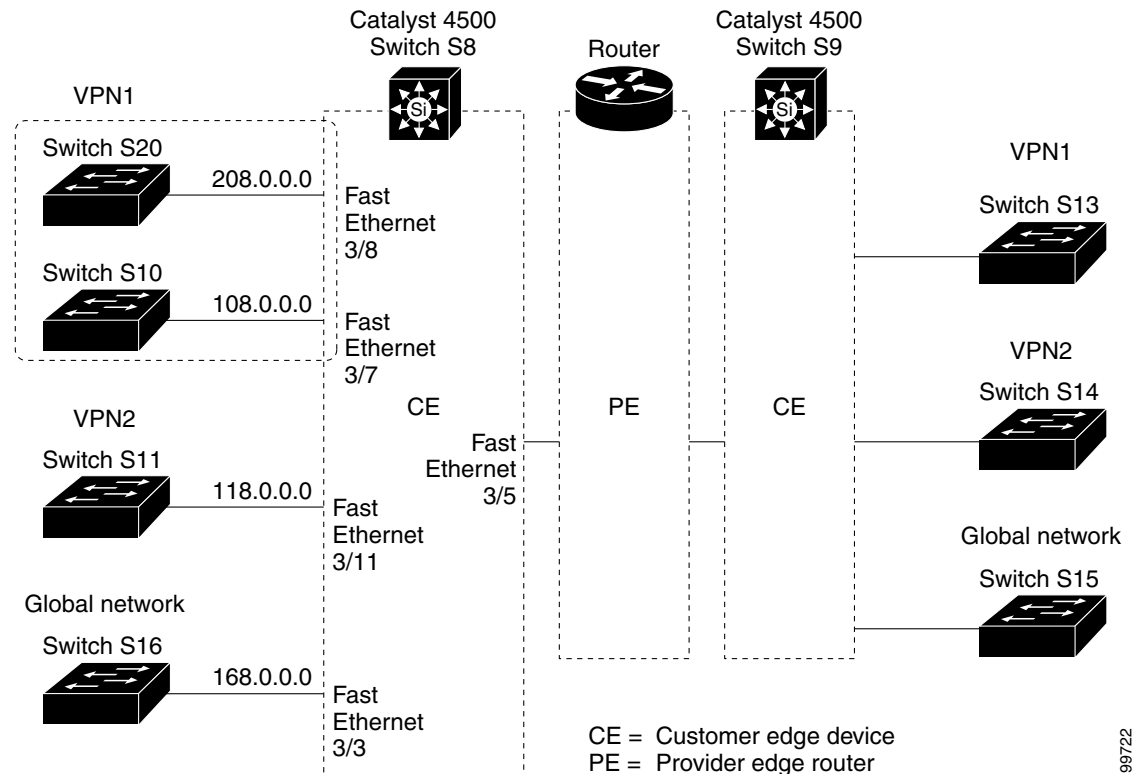 Catalyst 4500
Switch S8
Router
Catalyst 4500
Switch S9
Si
Si
VPN1
Switch S20
208.0.0.0
Fast
Ethernet
3/8
Switch S10
108.0.0.0
Fast
Ethernet
3/7
VPN2
Switch S11
118.0.0.0
Fast
Ethernet
3/11
Global network
Switch S16
168.0.0.0
Fast
Ethernet
3/3
CE
Fast
Ethernet
3/5
PE
CE
VPN1
Switch S13
VPN2
Switch S14
Global network
Switch S15
CE = Customer edge device
PE = Provider edge router
99722